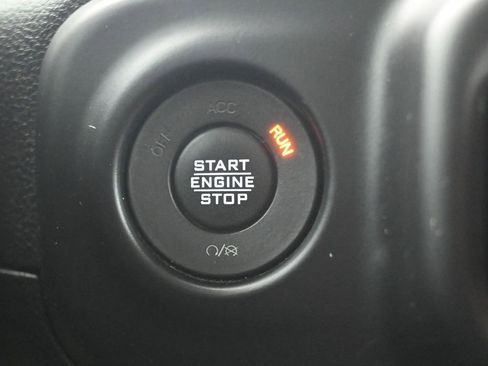 ACC
OFF
RUN
START
ENGINE
STOP